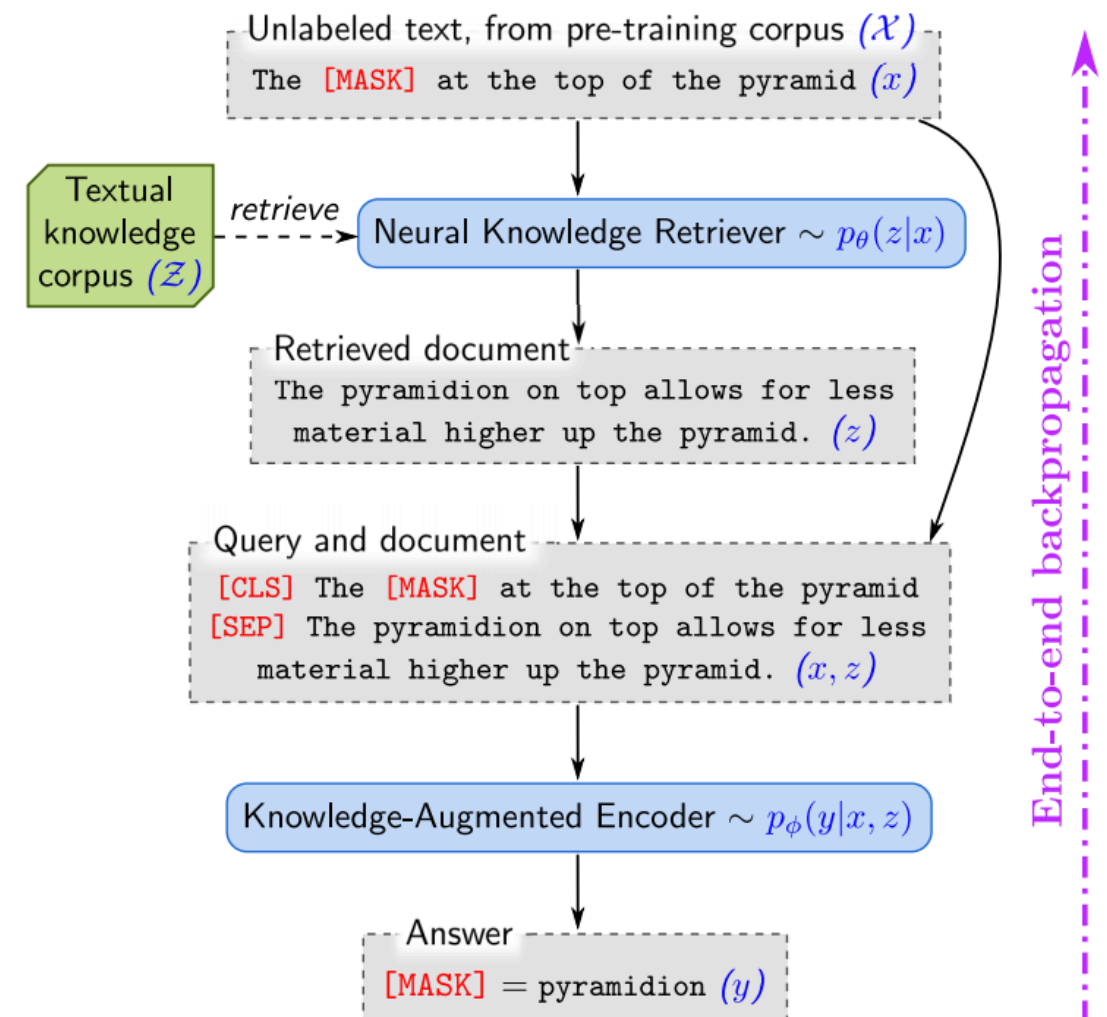 Unlabeled text, from pre-training corpus (𝒳)
The [MASK] at the top of the pyramid (x)
Textual
knowledge
corpus (𝒵)
retrieve
Neural Knowledge Retriever ∼ pθ(z|x)
Retrieved document
The pyramidion on top allows for less
material higher up the pyramid. (z)
Query and document
[CLS] The [MASK] at the top of the pyramid
[SEP] The pyramidion on top allows for less
material higher up the pyramid. (x, z)
Knowledge-Augmented Encoder ∼ pϕ(y|x, z)
Answer
[MASK] = pyramidion (y)
End-to-end backpropagation